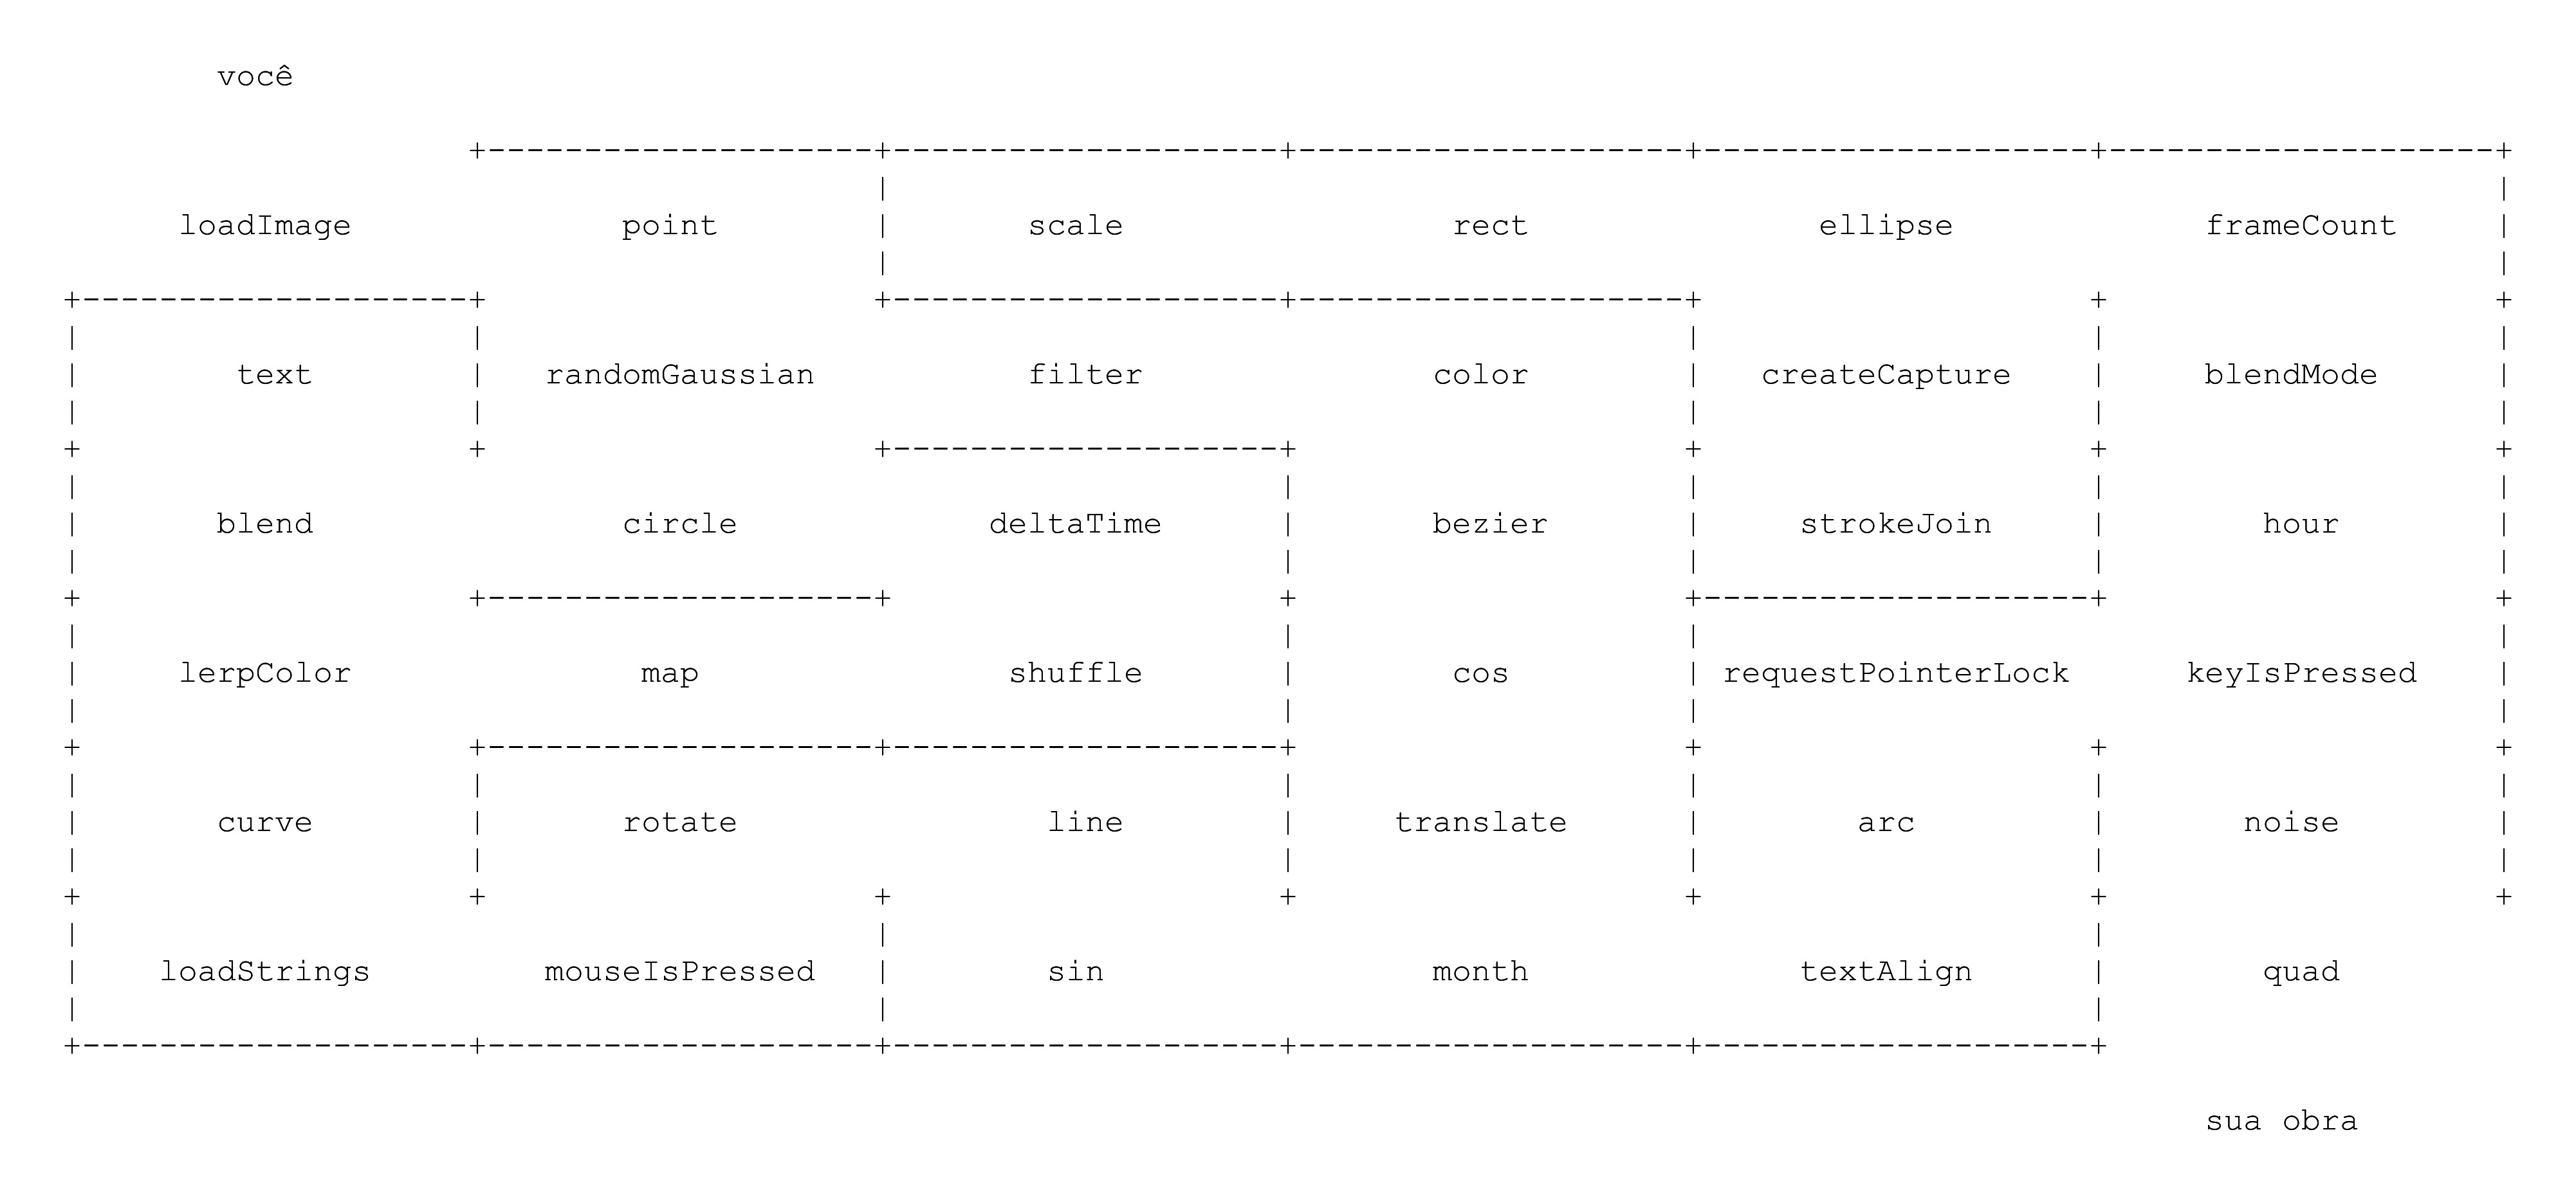 você
loadImage point scale rect ellipse frameCount
text randomGaussian filter color createCapture blendMode
blend circle deltaTime bezier strokeJoin hour
lerpColor map shuffle cos requestPointerLock keyIsPressed
curve rotate line translate arc noise
loadStrings mouseIsPressed sin month textAlign quad
sua obra